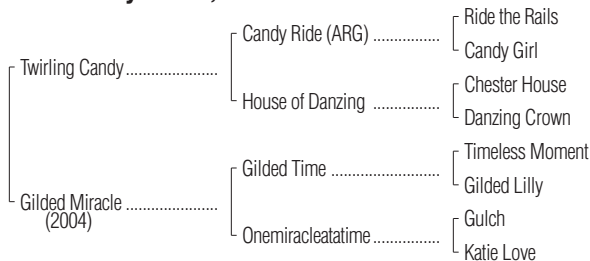 Ride the Rails
Candy Ride (ARG) ................
Candy Girl
Twirling Candy ......................
Chester House
House of Danzing ................
Danzing Crown
Timeless Moment
Gilded Time ..........................
Gilded Lilly
Gilded Miracle ......................
(2004)
Gulch
Onemiracleatatime ................
Katie Love